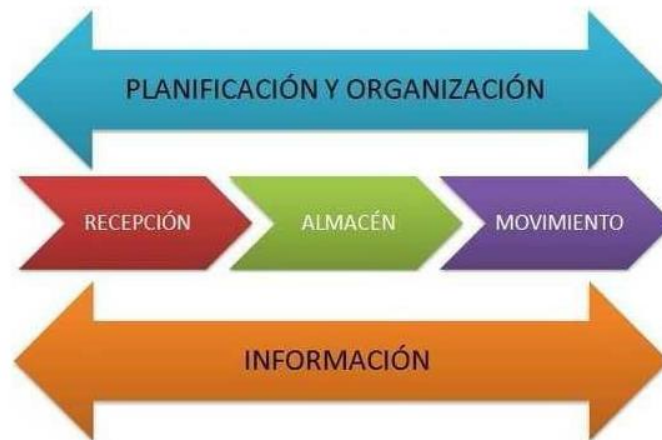 PLANIFICACIÓN Y ORGANIZACIÓN
RECEPCIÓN
ALMACÉN
MOVIMIENTO
INFORMACIÓN